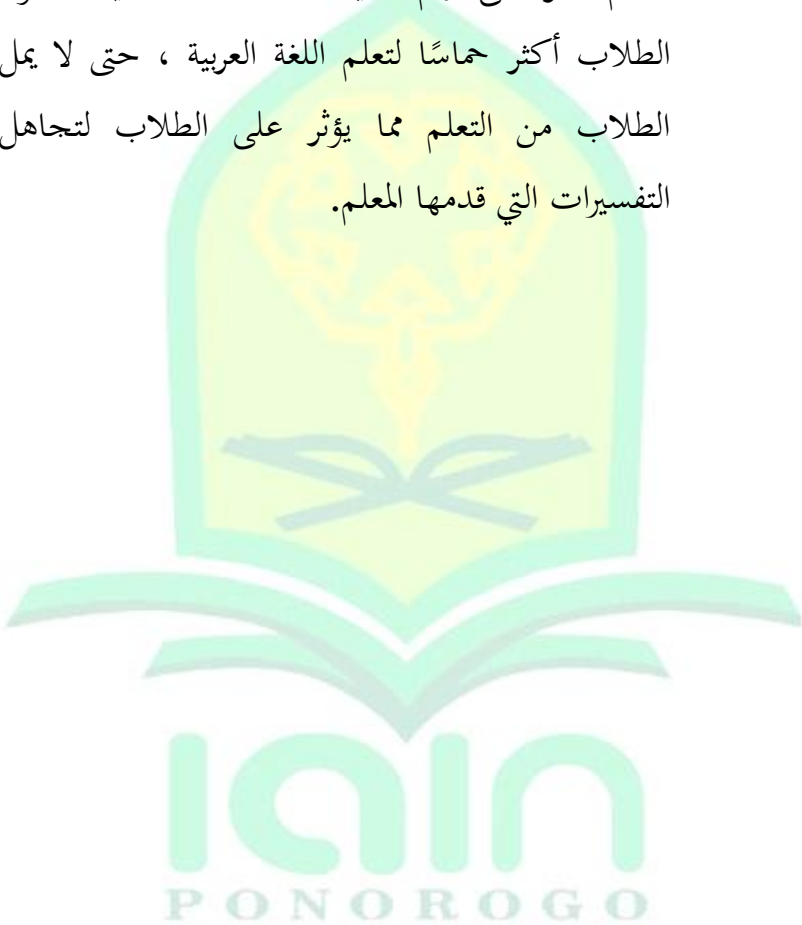 الطلاب أكثر حماسًا لتعلم اللغة العربية ، حتى لا يمل
الطلاب من التعلم مما يؤثر على الطلاب لتجاهل
التفسيرات التي قدمها المعلم.
IAIN
PONOROGO